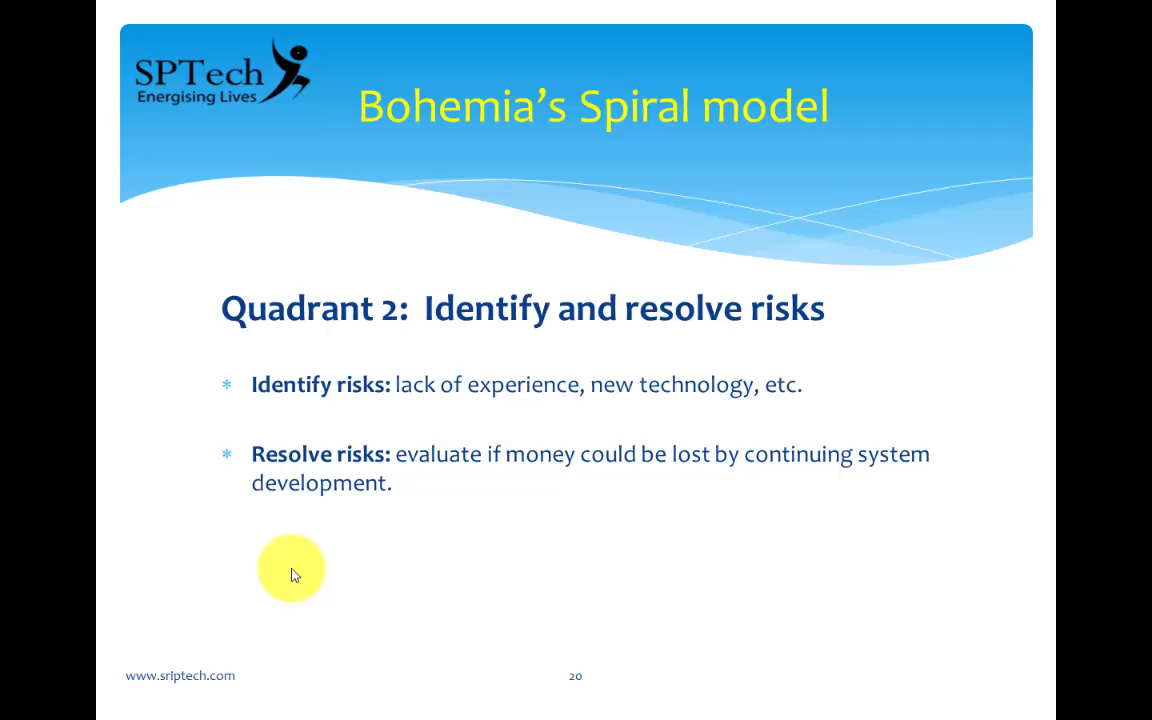 SPTech
Energising Lives
Bohemia’s Spiral model
Quadrant 2: Identify and resolve risks
* Identify risks: lack of experience, new technology, etc.
* Resolve risks: evaluate if money could be lost by continuing system
development.
www.sriptech.com
20